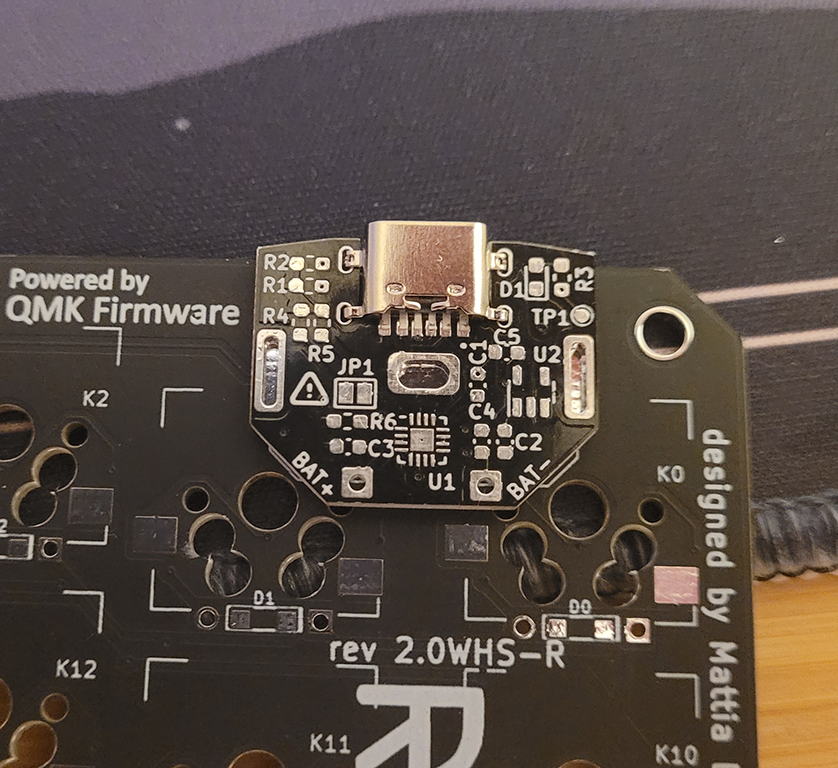 Powered by
QMK Firmware
R2
R1
R4
R5
D1
R3
TP1
C5
C1
U2
JP1
C4
R6
C3
C2
U1
BAT+
BAT-
K2
K0
D1
D0
rev 2.0WHS-R
K12
K11
K10
R
designed by Mattia